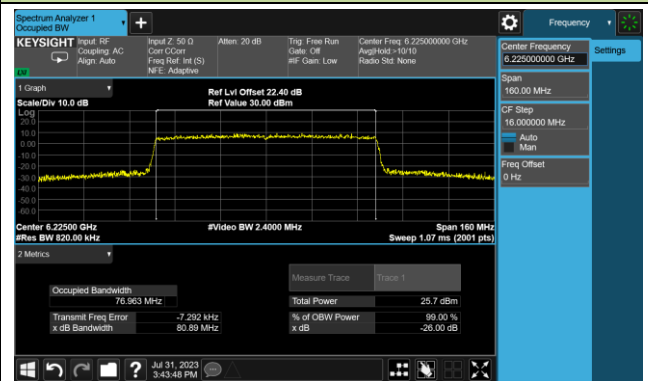 Spectrum Analyzer 1
Occupied BW
Frequency
KEYSIGHT
Input: RF
Coupling: AC
Align: Auto
Input Z: 50 Ω
Corr CCorr
Freq Ref: Int (S)
NFE: Adaptive
Atten: 20 dB
Trig: Free Run
Gate: Off
#IF Gain: Low
Center Freq: 6.225000000 GHz
Avg|Hold:>10/10
Radio Std: None
Center Frequency
6.225000000 GHz
Settings
Span
160.00 MHz
CF Step
16.000000 MHz
Auto
Man
Freq Offset
0 Hz
1 Graph
Scale/Div 10.0 dB
Ref Lvl Offset 22.40 dB
Ref Value 30.00 dBm
Log
20.0
10.0
0.00
-10.0
-20.0
-30.0
-40.0
-50.0
-60.0
Center 6.22500 GHz
#Res BW 820.00 kHz
#Video BW 2.4000 MHz
Span 160 MHz
Sweep 1.07 ms (2001 pts)
2 Metrics
Measure Trace
Trace 1
Occupied Bandwidth
76.963 MHz
Total Power
25.7 dBm
Transmit Freq Error
-7.292 kHz
% of OBW Power
99.00 %
x dB Bandwidth
80.89 MHz
x dB
-26.00 dB
Jul 31, 2023
3:43:48 PM